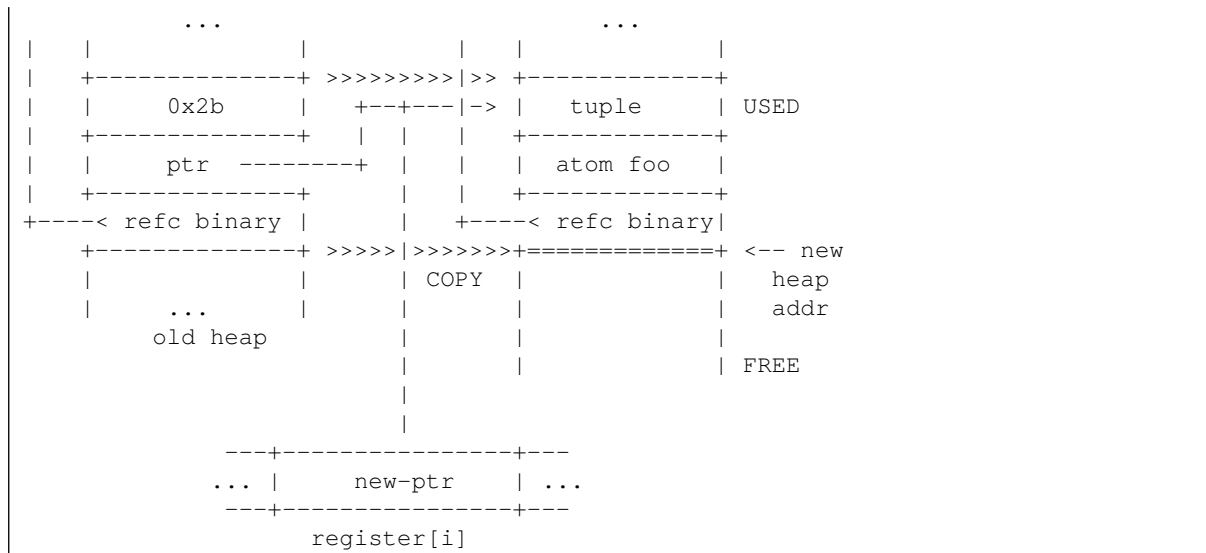 ... ...
| | | | | |
| +--------------+ >>>>>>>>>|>> +-------------+
| | 0x2b | +--+---|-> | tuple | USED
| +--------------+ | | | +-------------+
| | ptr --------+ | | | atom foo |
| +--------------+ | | +-------------+
+----< refc binary | | +----< refc binary|
+--------------+ >>>>>|>>>>>>>+=============+ <-- new
| | | COPY | | heap
| ... | | | | addr
old heap | | |
| | | FREE
|
|
---+----------------+---
... | new-ptr | ...
---+----------------+---
register[i]